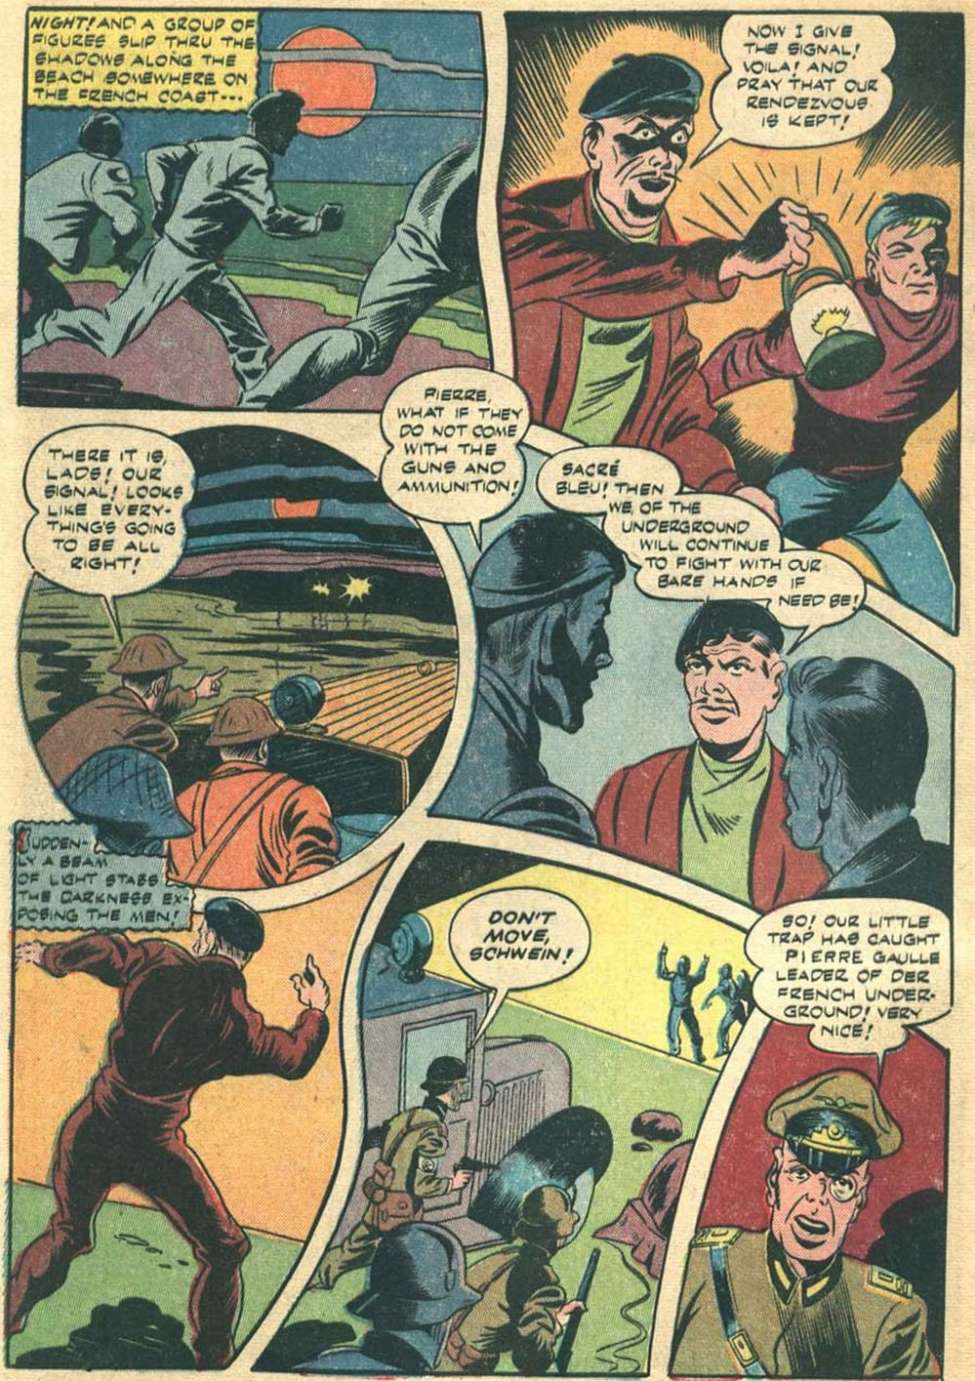 NIGHT! AND A GROUP OF
FIGURES SLIP THRU THE
SHADOWS ALONG THE
BEACH SOMEWHERE ON
THE FRENCH COAST---
NOW I GIVE
THE SIGNAL!
VOILA! AND
PRAY THAT OUR
RENDEZVOUS
IS KEPT!
THERE IT IS,
LADS! OUR
SIGNAL! LOOKS
LIKE EVERY-
THING'S GOING
TO BE ALL
RIGHT!
PIERRE,
WHAT IF THEY
DO NOT COME
WITH THE
GUNS AND
AMMUNITION!
SACRÉ
BLEU! THEN
WE, OF THE
UNDERGROUND
WILL CONTINUE
TO FIGHT WITH OUR
BARE HANDS IF
NEED BE!
SUDDEN-
LY A BEAM
OF LIGHT STABS
THE DARKNESS EX-
POSING THE MEN!
DON'T
MOVE,
SCHWEIN!
SO! OUR LITTLE
TRAP HAS CAUGHT
PIERRE GAULLE
LEADER OF DER
FRENCH UNDER-
GROUND! VERY
NICE!